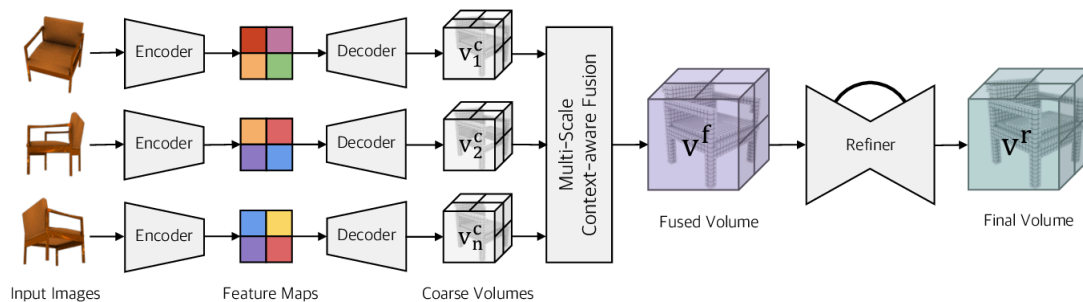 Encoder
Decoder
v₁ᶜ
Encoder
Decoder
v₂ᶜ
Encoder
Decoder
vₙᶜ
Multi-Scale
Context-aware Fusion
vᶠ
Refiner
vʳ
Fused Volume
Final Volume
Input Images
Feature Maps
Coarse Volumes